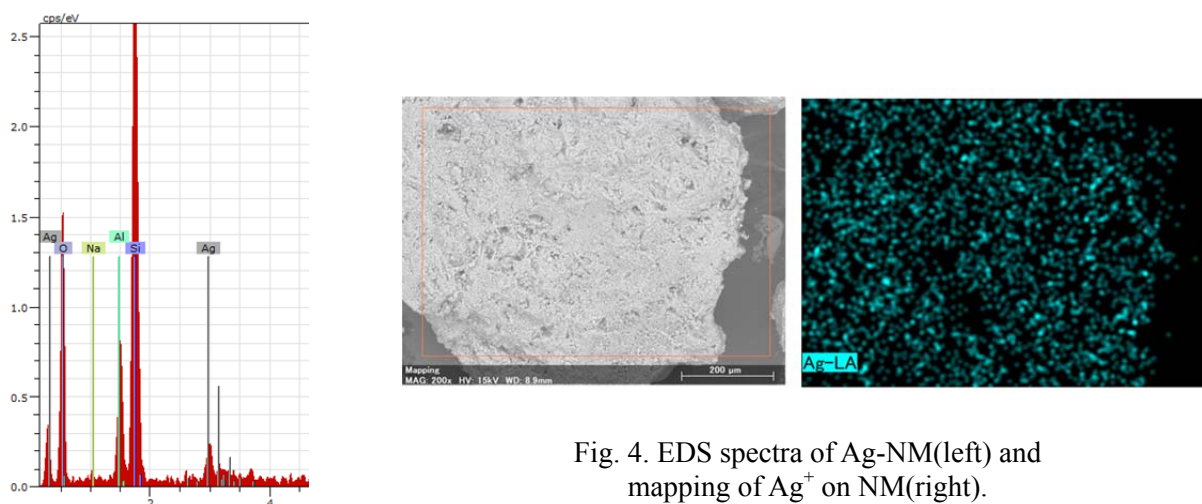 cps/eV
2.5
2.0
1.5
Ag O Na Al Si Ag
1.0
0.5
0.0
2 4
Mapping 200 μm
MAG: 200x HV: 15kV WD: 8.9mm
Ag-LA
Fig. 4. EDS spectra of Ag-NM(left) and
mapping of Ag⁺ on NM(right).